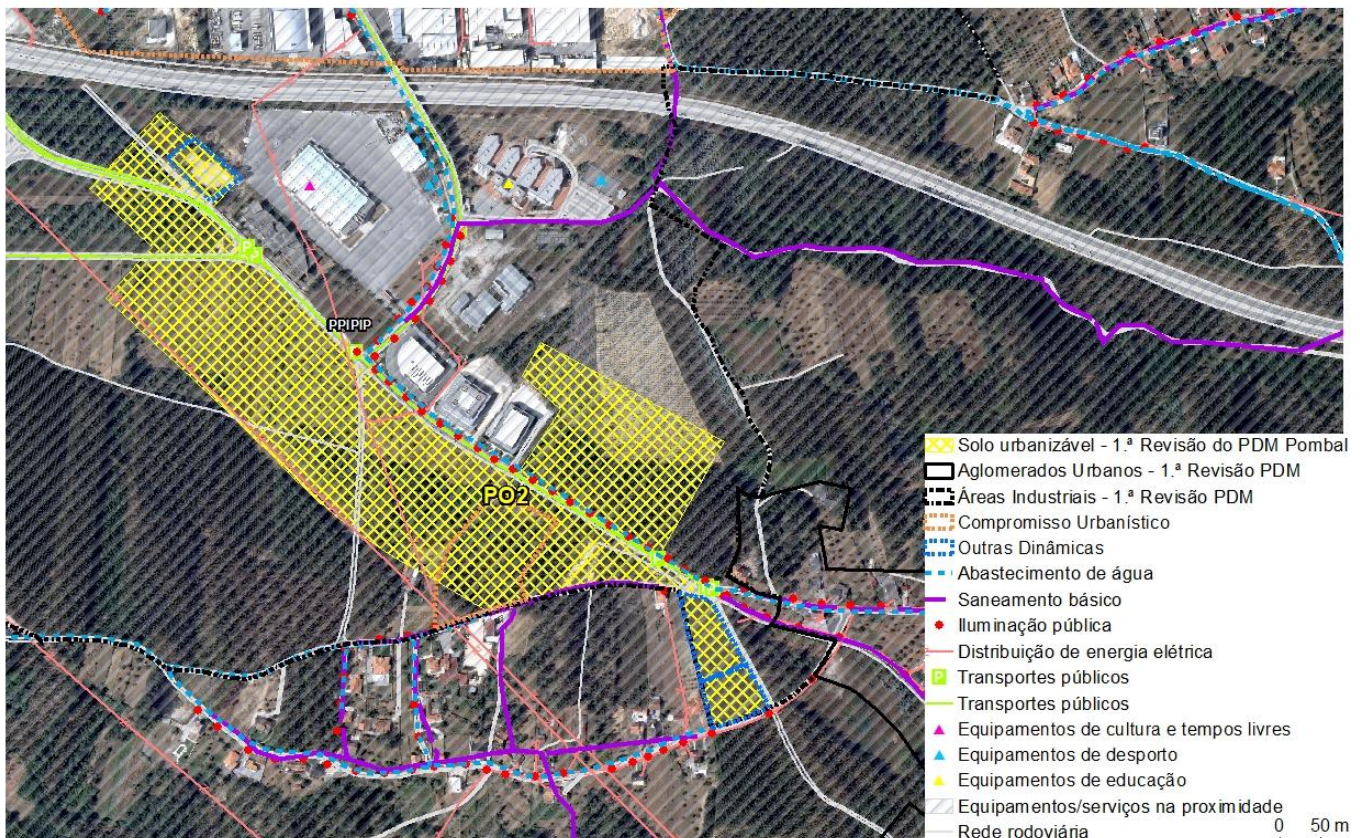 P
PPIPIP
PO2
Solo urbanizável - 1.ª Revisão do PDM Pombal
Aglomerados Urbanos - 1.ª Revisão PDM
Áreas Industriais - 1.ª Revisão PDM
Compromisso Urbanístico
Outras Dinâmicas
Abastecimento de água
Saneamento básico
Iluminação pública
Distribuição de energia elétrica
P Transportes públicos
Transportes públicos
Equipamentos de cultura e tempos livres
Equipamentos de desporto
Equipamentos de educação
Equipamentos/serviços na proximidade
Rede rodoviária
0 50 m